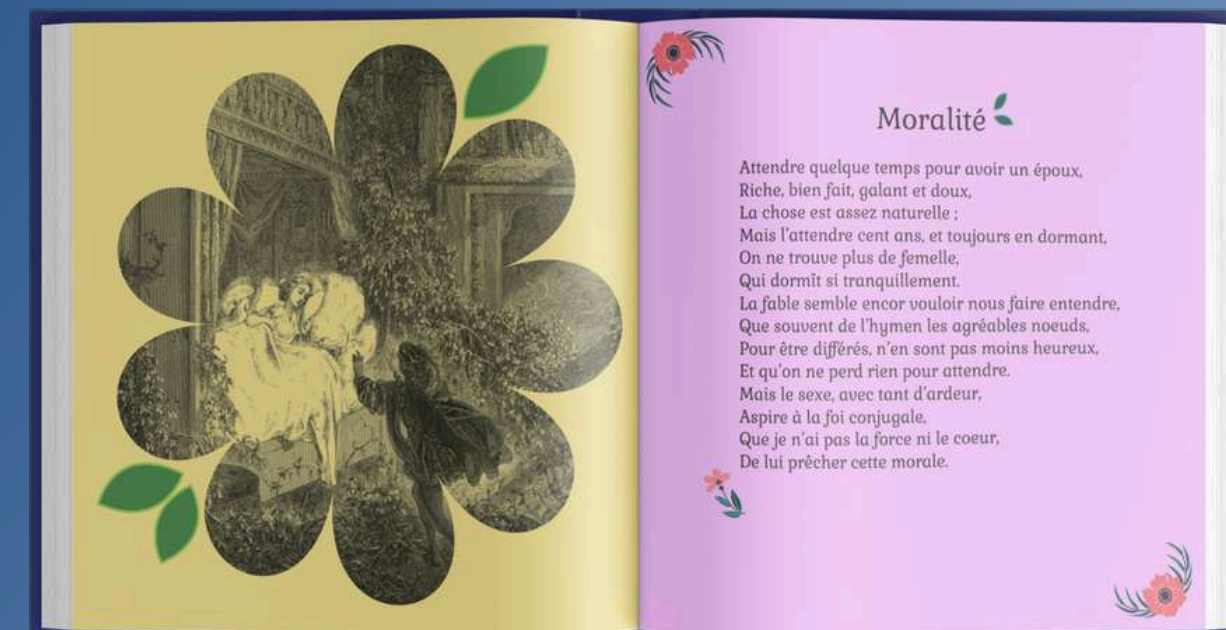 Moralité
Attendre quelque temps pour avoir un époux,
Riche, bien fait, galant et doux,
La chose est assez naturelle ;
Mais l'attendre cent ans, et toujours en dormant,
On ne trouve plus de femelle,
Qui dormît si tranquillement.
La fable semble encor vouloir nous faire entendre,
Que souvent de l'hymen les agréables noeuds,
Pour être différés, n'en sont pas moins heureux,
Et qu'on ne perd rien pour attendre.
Mais le sexe, avec tant d'ardeur,
Aspire à la foi conjugale,
Que je n'ai pas la force ni le coeur,
De lui prêcher cette morale.